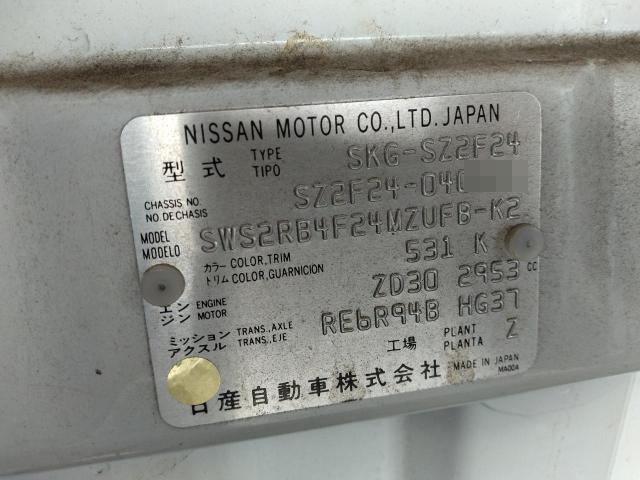 NISSAN MOTOR CO.,LTD. JAPAN
型式 TYPE TIPO SKG-SZ2F24
CHASSIS NO. NO.DE CHASIS SZ2F24-040
MODEL MODELO SWS2RB4F24MZUFB-K2
カラー COLOR,TRIM トリム COLOR,GUARNICION 531 K
エンジン ENGINE MOTOR ZD30 2953 CC
ミッション アクスル TRANS.,AXLE TRANS.,EJE RE6R94B HG37
工場 PLANT PLANTA Z
日産自動車株式会社 MADE IN JAPAN
MA00A